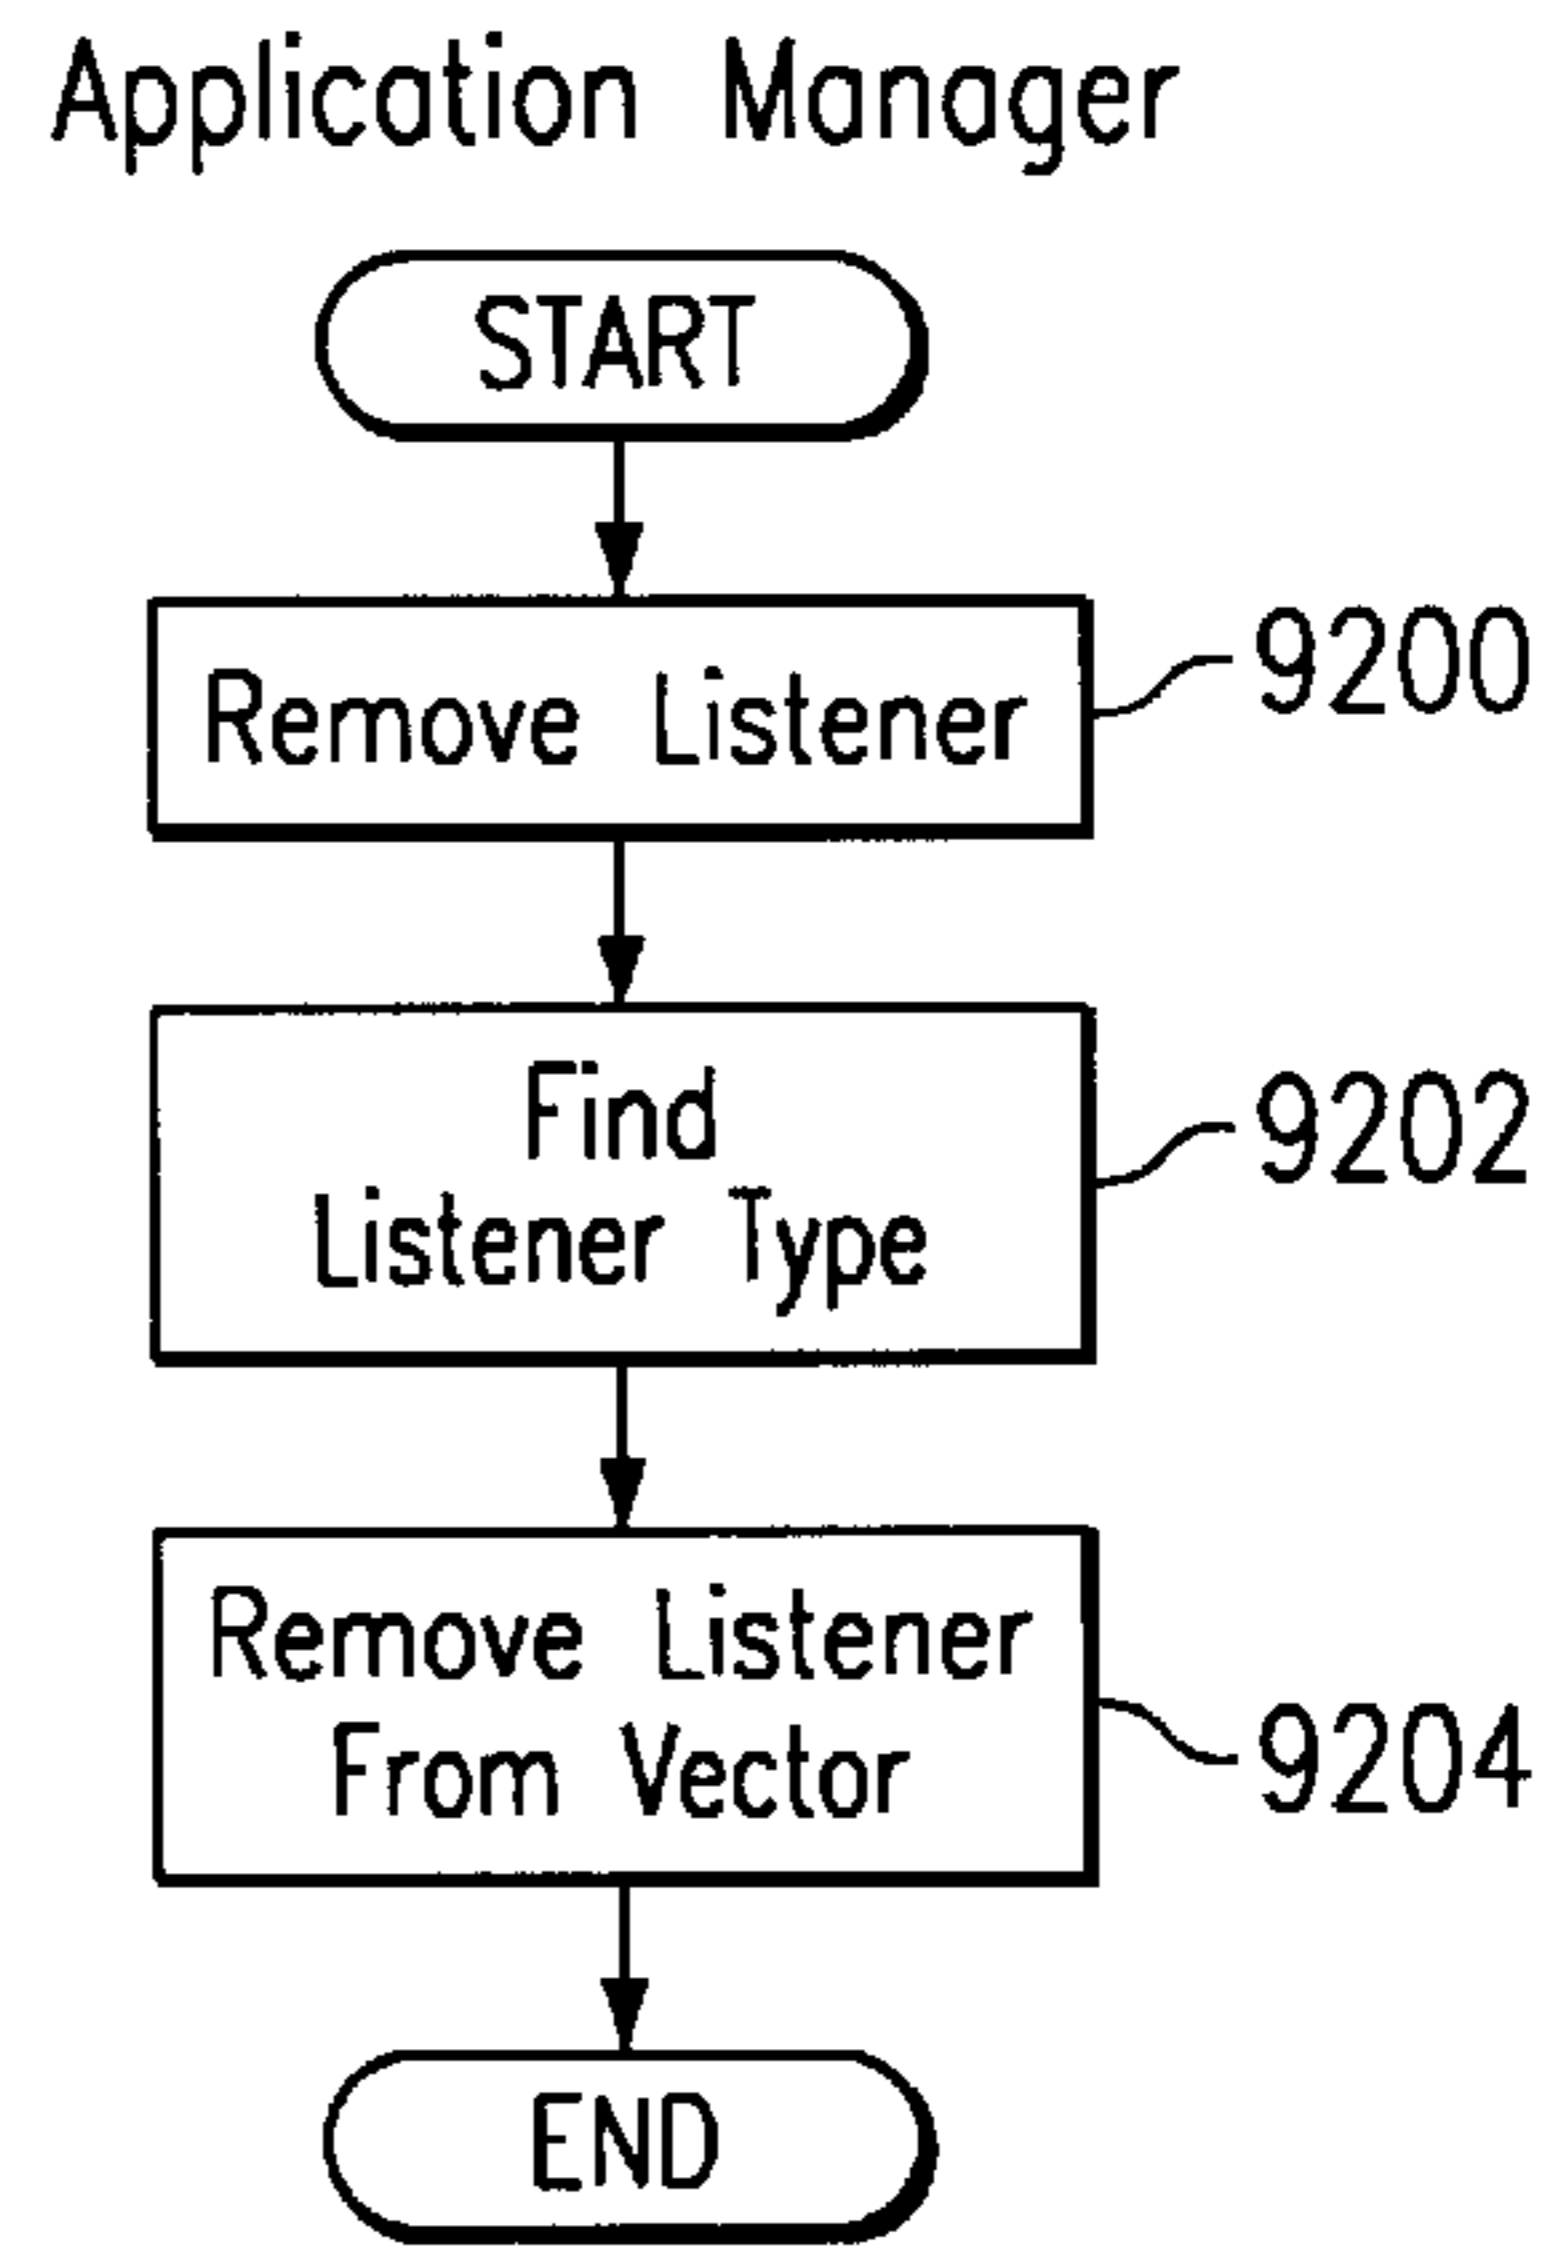 Application Manager
START
Remove Listener
9200
Find
Listener Type
9202
Remove Listener
From Vector
9204
END